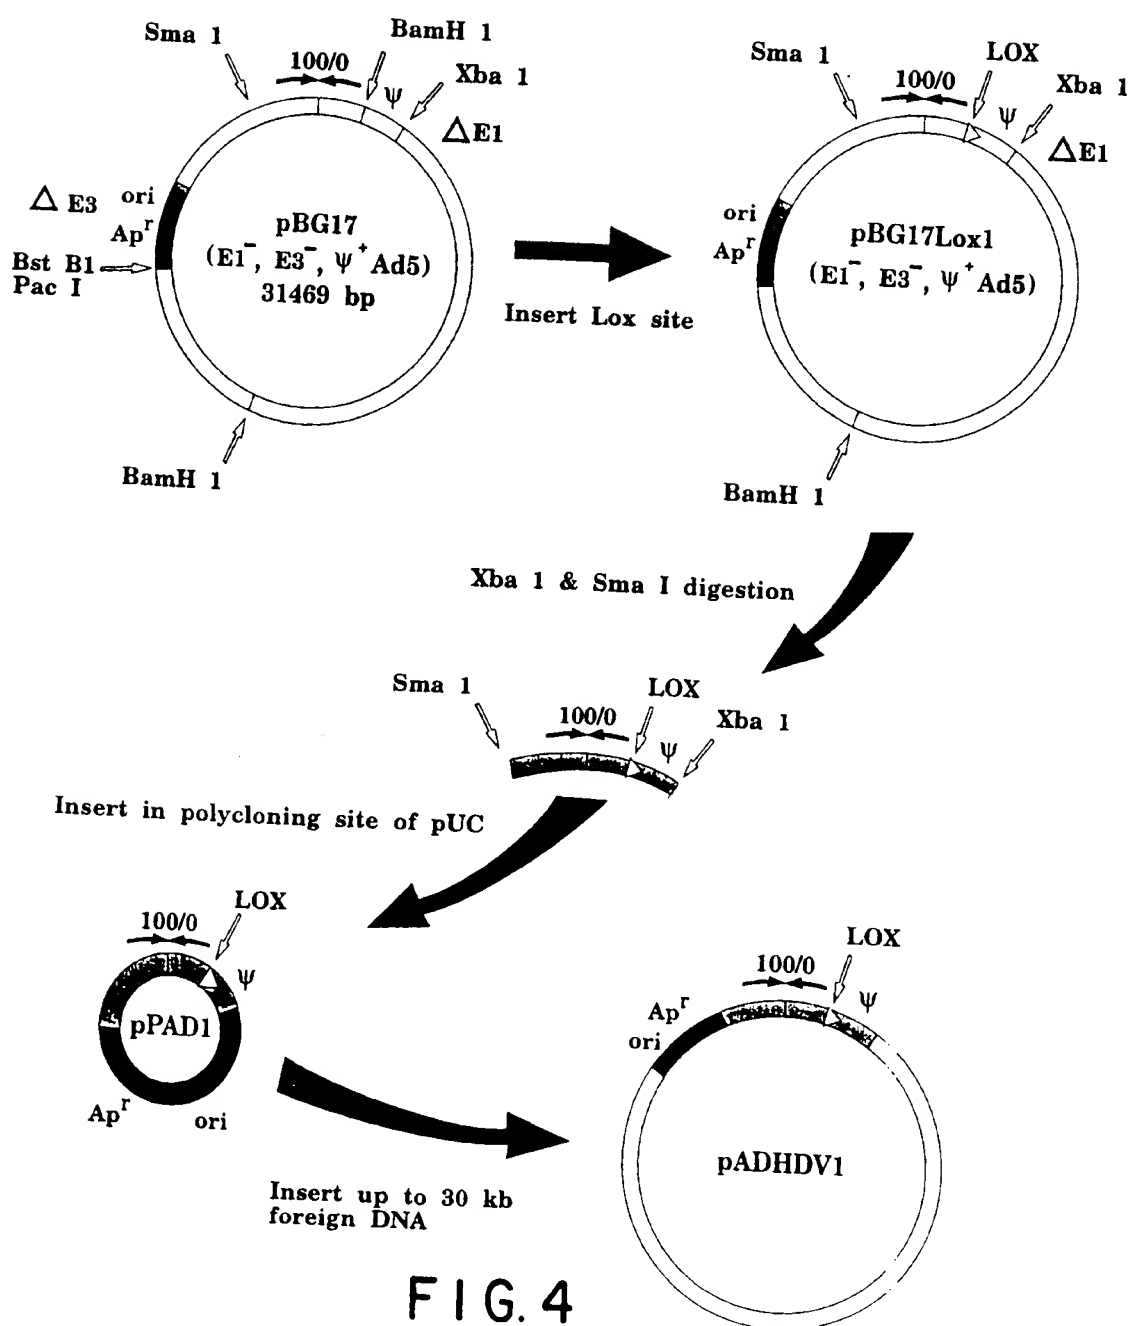 Sma 1
BamH 1
100/0
Xba 1
ψ
△E1
△ E3
ori
Apʳ
Bst B1
Pac I
pBG17
(E1⁻, E3⁻, ψ⁺ Ad5)
31469 bp
BamH 1
Insert Lox site
Sma 1
LOX
100/0
Xba 1
ψ
△E1
ori
Apʳ
pBG17Lox1
(E1⁻, E3⁻, ψ⁺ Ad5)
BamH 1
Xba 1 & Sma I digestion
Sma 1
LOX
100/0
Xba 1
ψ
Insert in polycloning site of pUC
LOX
100/0
ψ
pPAD1
Apʳ
ori
Insert up to 30 kb
foreign DNA
LOX
100/0
ψ
Apʳ
ori
pADHDV1
FIG. 4